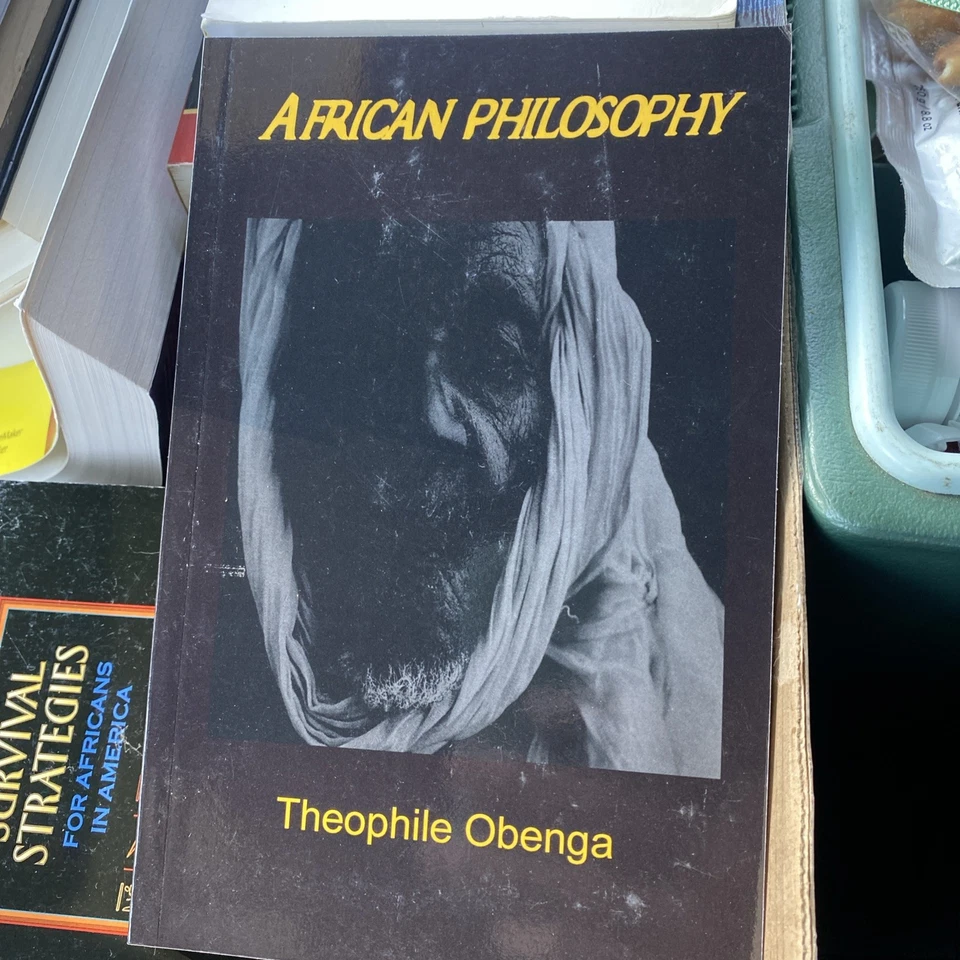 AFRICAN PHILOSOPHY
Theophile Obenga
SURVIVAL
STRATEGIES
FOR AFRICANS
IN AMERICA